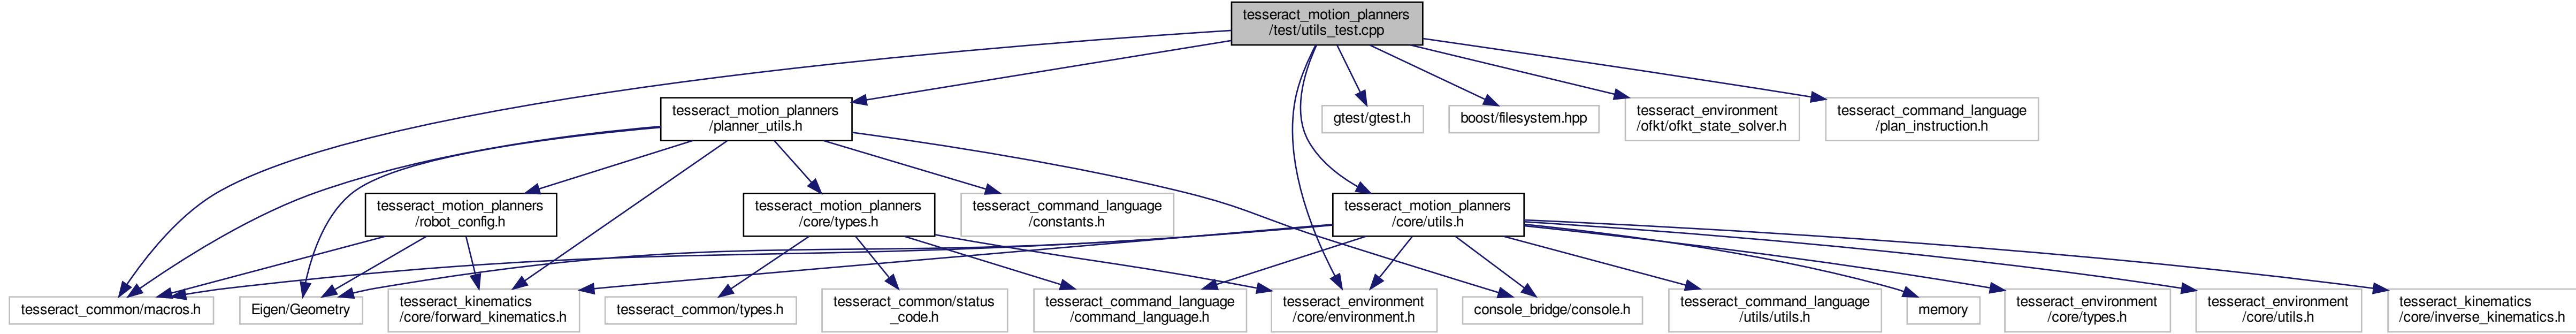 tesseract_motion_planners
/test/utils_test.cpp
tesseract_motion_planners
/planner_utils.h
gtest/gtest.h
boost/filesystem.hpp
tesseract_environment
/ofkt/ofkt_state_solver.h
tesseract_command_language
/plan_instruction.h
tesseract_motion_planners
/robot_config.h
tesseract_motion_planners
/core/types.h
tesseract_command_language
/constants.h
tesseract_motion_planners
/core/utils.h
tesseract_common/macros.h
Eigen/Geometry
tesseract_kinematics
/core/forward_kinematics.h
tesseract_common/types.h
tesseract_common/status
_code.h
tesseract_command_language
/command_language.h
tesseract_environment
/core/environment.h
console_bridge/console.h
tesseract_command_language
/utils/utils.h
memory
tesseract_environment
/core/types.h
tesseract_environment
/core/utils.h
tesseract_kinematics
/core/inverse_kinematics.h